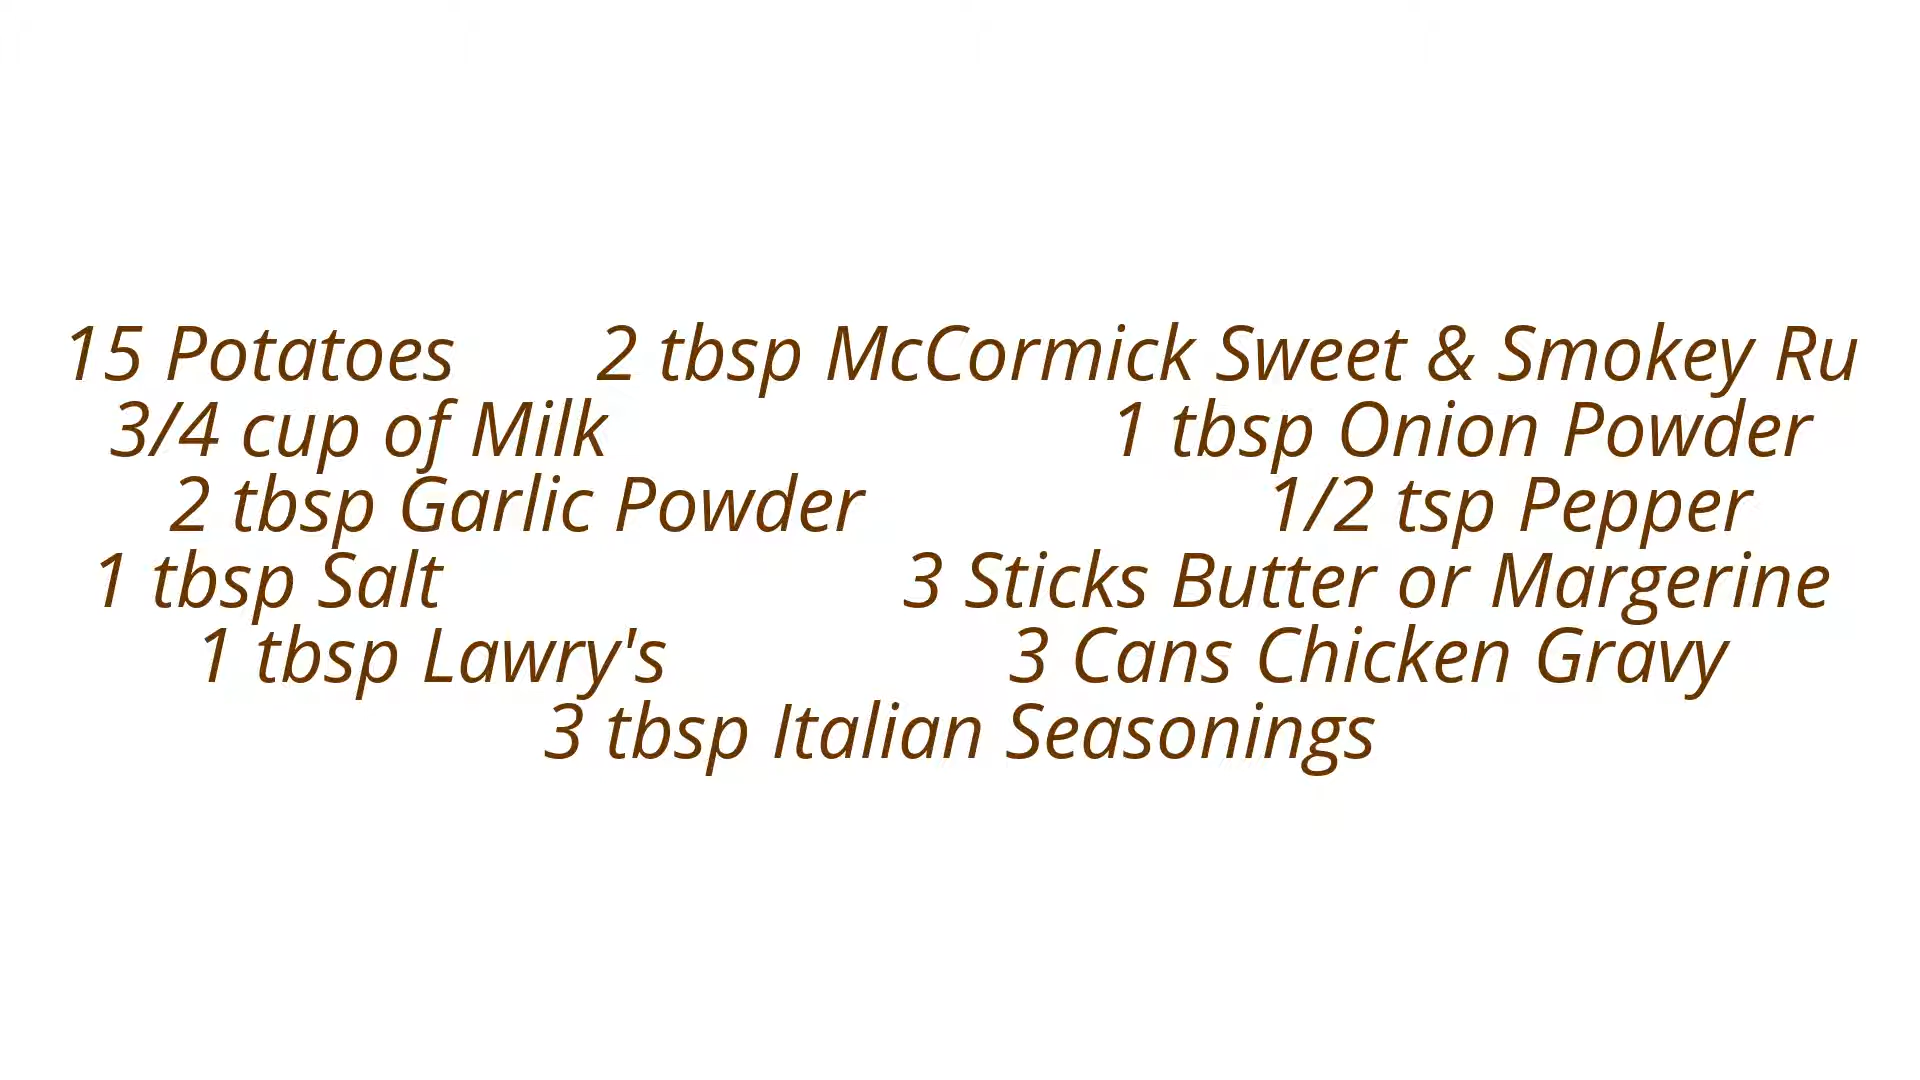 15 Potatoes 2 tbsp McCormick Sweet & Smokey Ru
3/4 cup of Milk 1 tbsp Onion Powder
2 tbsp Garlic Powder 1/2 tsp Pepper
1 tbsp Salt 3 Sticks Butter or Margerine
1 tbsp Lawry's 3 Cans Chicken Gravy
3 tbsp Italian Seasonings